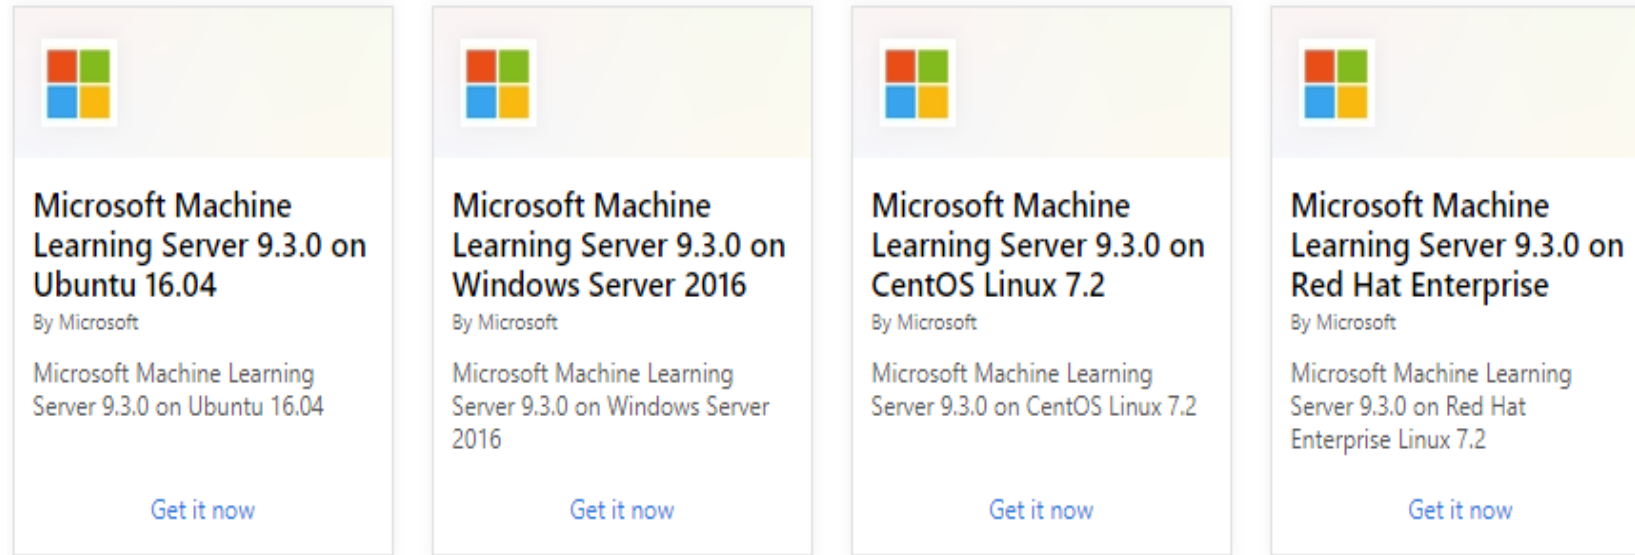 Microsoft Machine
Learning Server 9.3.0 on
Ubuntu 16.04
By Microsoft
Microsoft Machine Learning
Server 9.3.0 on Ubuntu 16.04
Get it now
Microsoft Machine
Learning Server 9.3.0 on
Windows Server 2016
By Microsoft
Microsoft Machine Learning
Server 9.3.0 on Windows Server
2016
Get it now
Microsoft Machine
Learning Server 9.3.0 on
CentOS Linux 7.2
By Microsoft
Microsoft Machine Learning
Server 9.3.0 on CentOS Linux 7.2
Get it now
Microsoft Machine
Learning Server 9.3.0 on
Red Hat Enterprise
By Microsoft
Microsoft Machine Learning
Server 9.3.0 on Red Hat
Enterprise Linux 7.2
Get it now